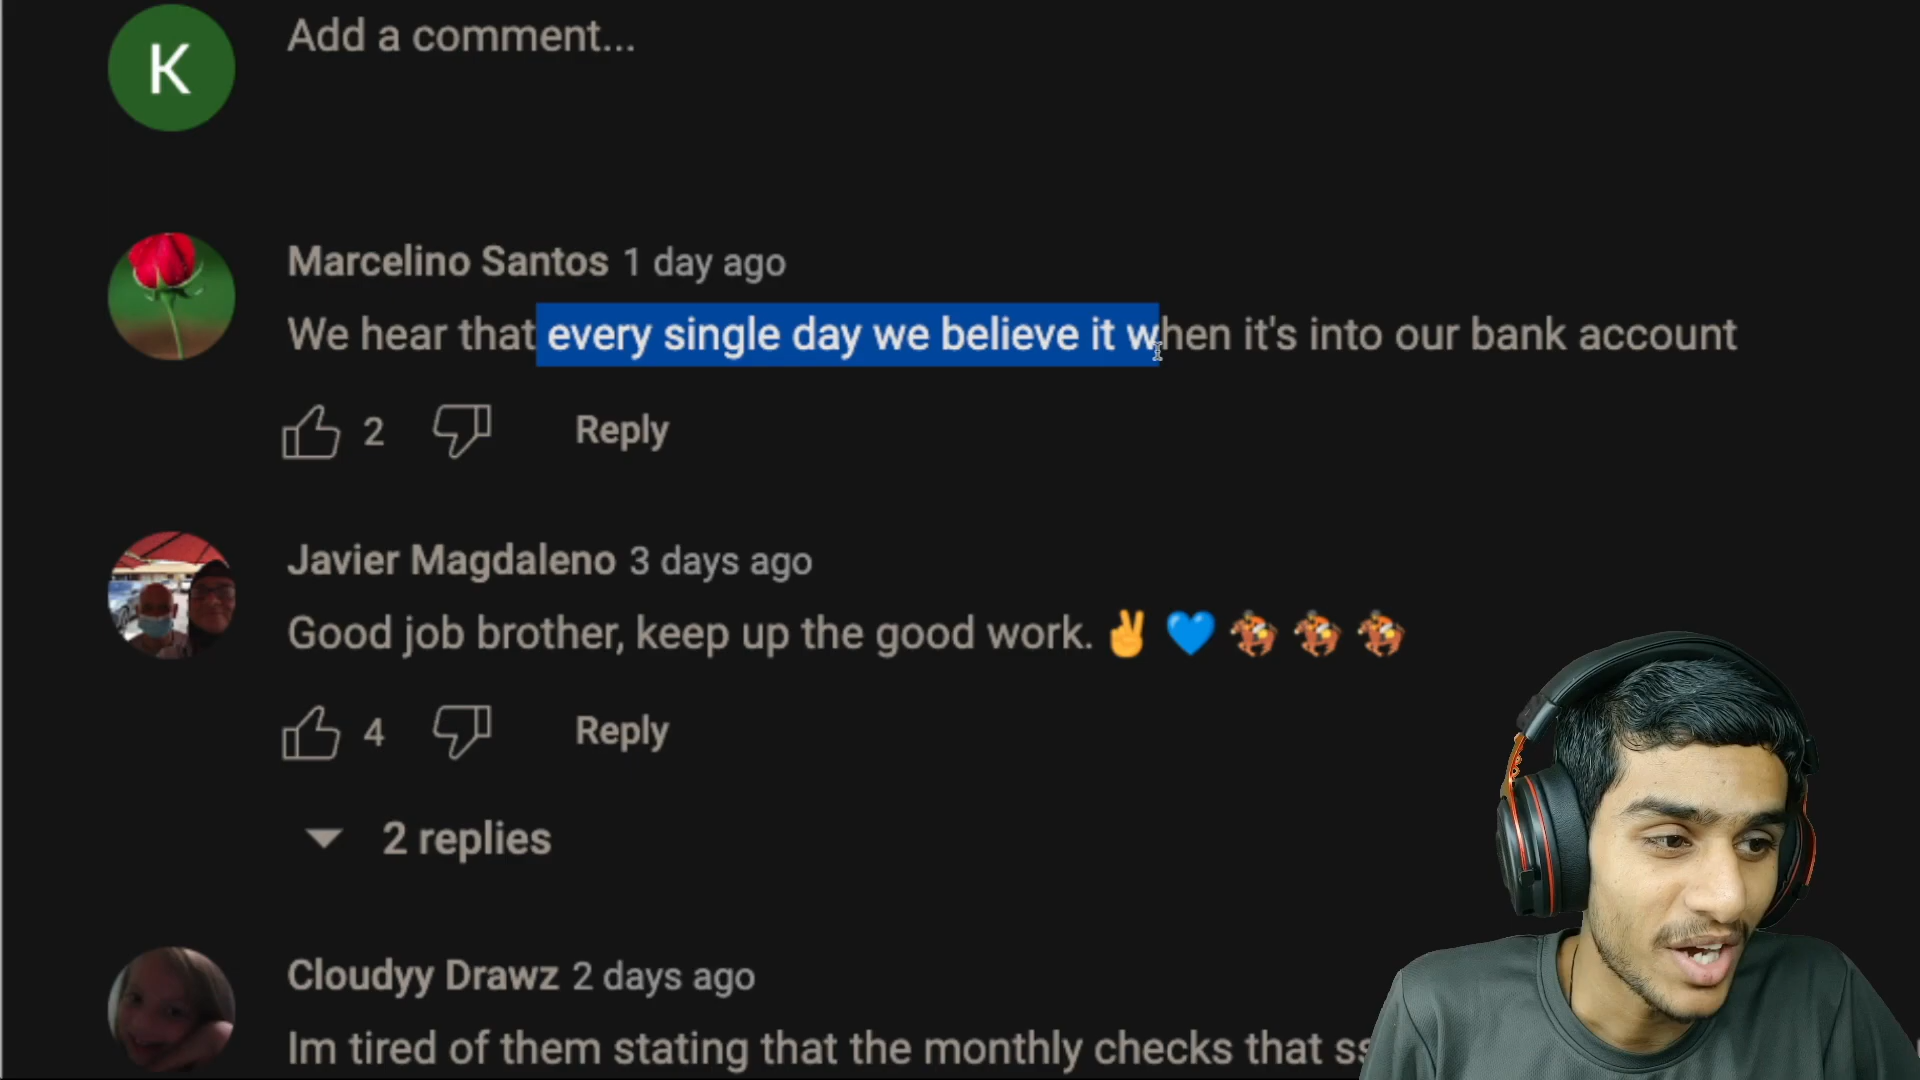 K
Add a comment...
Marcelino Santos 1 day ago
We hear that every single day we believe it when it's into our bank account
2 Reply
Javier Magdaleno 3 days ago
Good job brother, keep up the good work. ✌️ 💙 🏇 🏇 🏇
4 Reply
2 replies
Cloudyy Drawz 2 days ago
Im tired of them stating that the monthly checks that